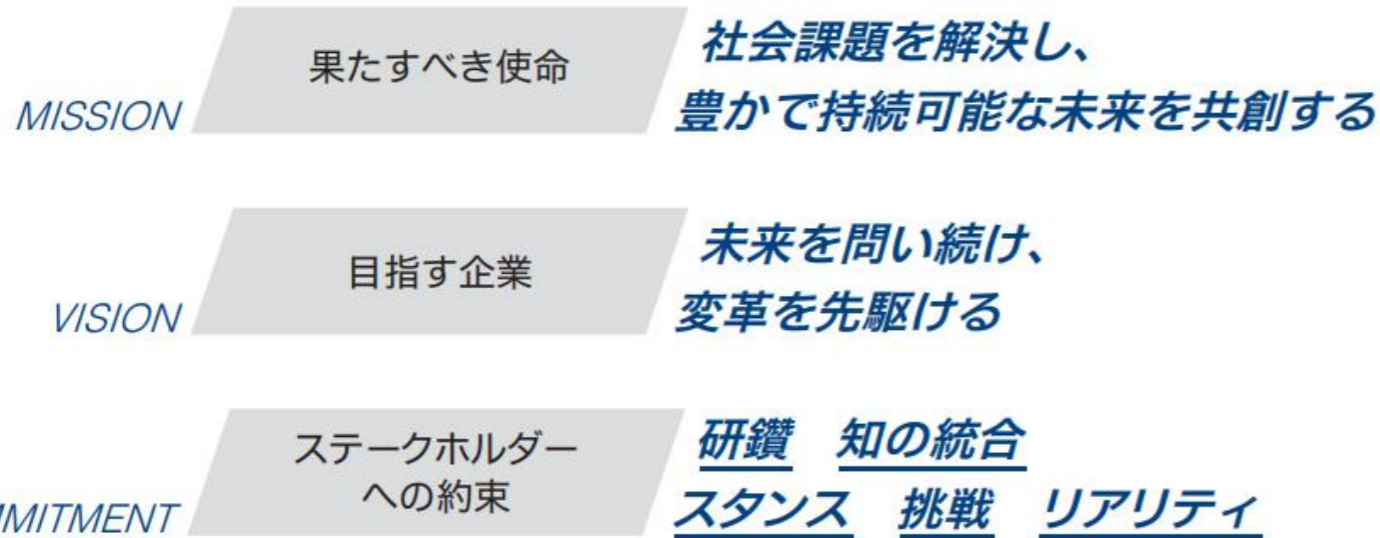 MISSION
果たすべき使命
社会課題を解決し、
豊かで持続可能な未来を共創する
VISION
目指す企業
未来を問い続け、
変革を先駆ける
MMITMENT
ステークホルダー
への約束
研鑽 知の統合
スタンス 挑戦 リアリティ